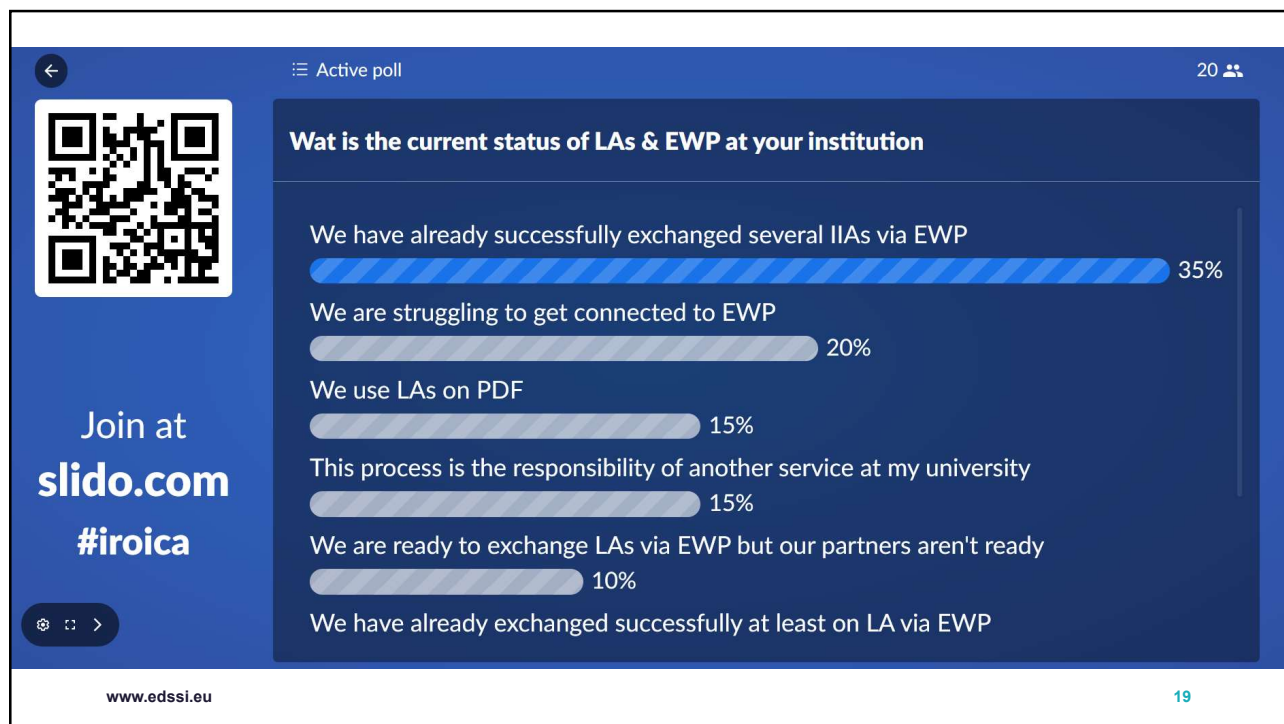 Active poll
20
Wat is the current status of LAs & EWP at your institution
We have already successfully exchanged several IIAs via EWP
35%
We are struggling to get connected to EWP
20%
We use LAs on PDF
15%
This process is the responsibility of another service at my university
15%
We are ready to exchange LAs via EWP but our partners aren't ready
10%
We have already exchanged successfully at least on LA via EWP
Join at
slido.com
#iroica
www.edssi.eu
19